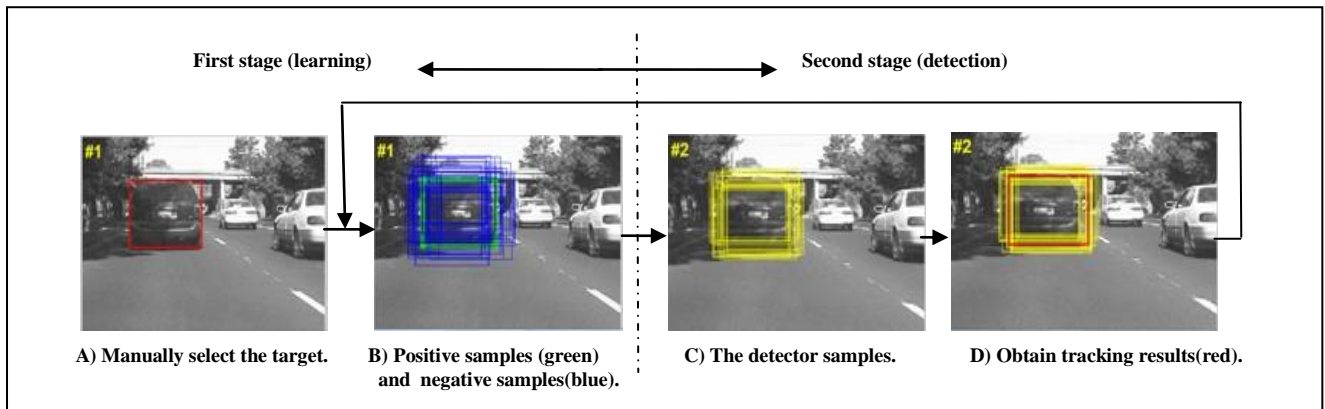 First stage (learning)
Second stage (detection)
#1
#1
#2
#2
A) Manually select the target.
B) Positive samples (green)
and negative samples(blue).
C) The detector samples.
D) Obtain tracking results(red).